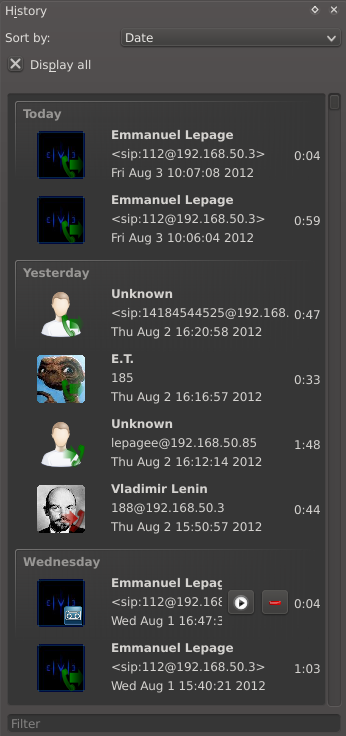 History
Sort by:
Date
Display all
Today
Emmanuel Lepage
<sip:112@192.168.50.3>
0:04
Fri Aug 3 10:07:08 2012
Emmanuel Lepage
<sip:112@192.168.50.3>
0:59
Fri Aug 3 10:06:04 2012
Yesterday
Unknown
<sip:14184544525@192.168.
0:47
Thu Aug 2 16:20:58 2012
E.T.
185
0:33
Thu Aug 2 16:16:57 2012
Unknown
lepagee@192.168.50.85
1:48
Thu Aug 2 16:12:14 2012
Vladimir Lenin
188@192.168.50.3
0:44
Thu Aug 2 15:50:57 2012
Wednesday
Emmanuel Lepag
<sip:112@192.168
0:04
Wed Aug 1 16:47:3
Emmanuel Lepage
<sip:112@192.168.50.3>
1:03
Wed Aug 1 15:40:21 2012
Filter